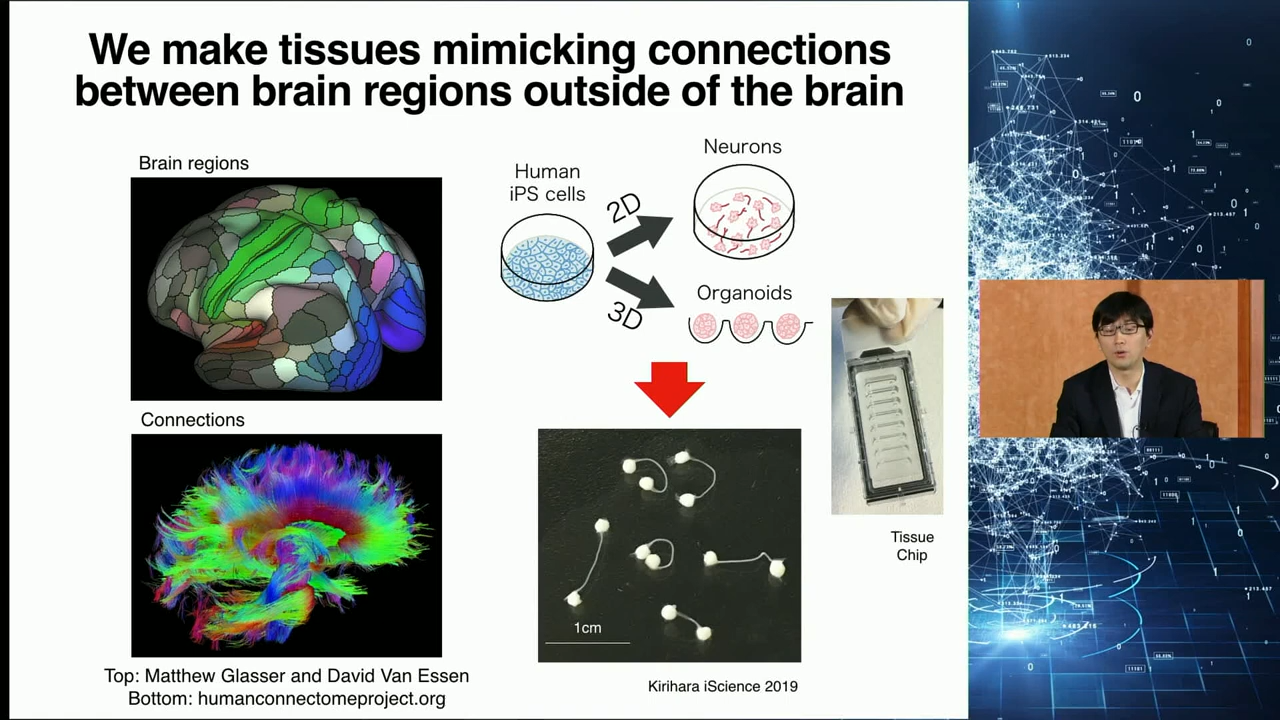 We make tissues mimicking connections
between brain regions outside of the brain
Brain regions
Connections
Top: Matthew Glasser and David Van Essen
Bottom: humanconnectomeproject.org
Human
iPS cells
2D
3D
Neurons
Organoids
1cm
Kirihara iScience 2019
Tissue
Chip